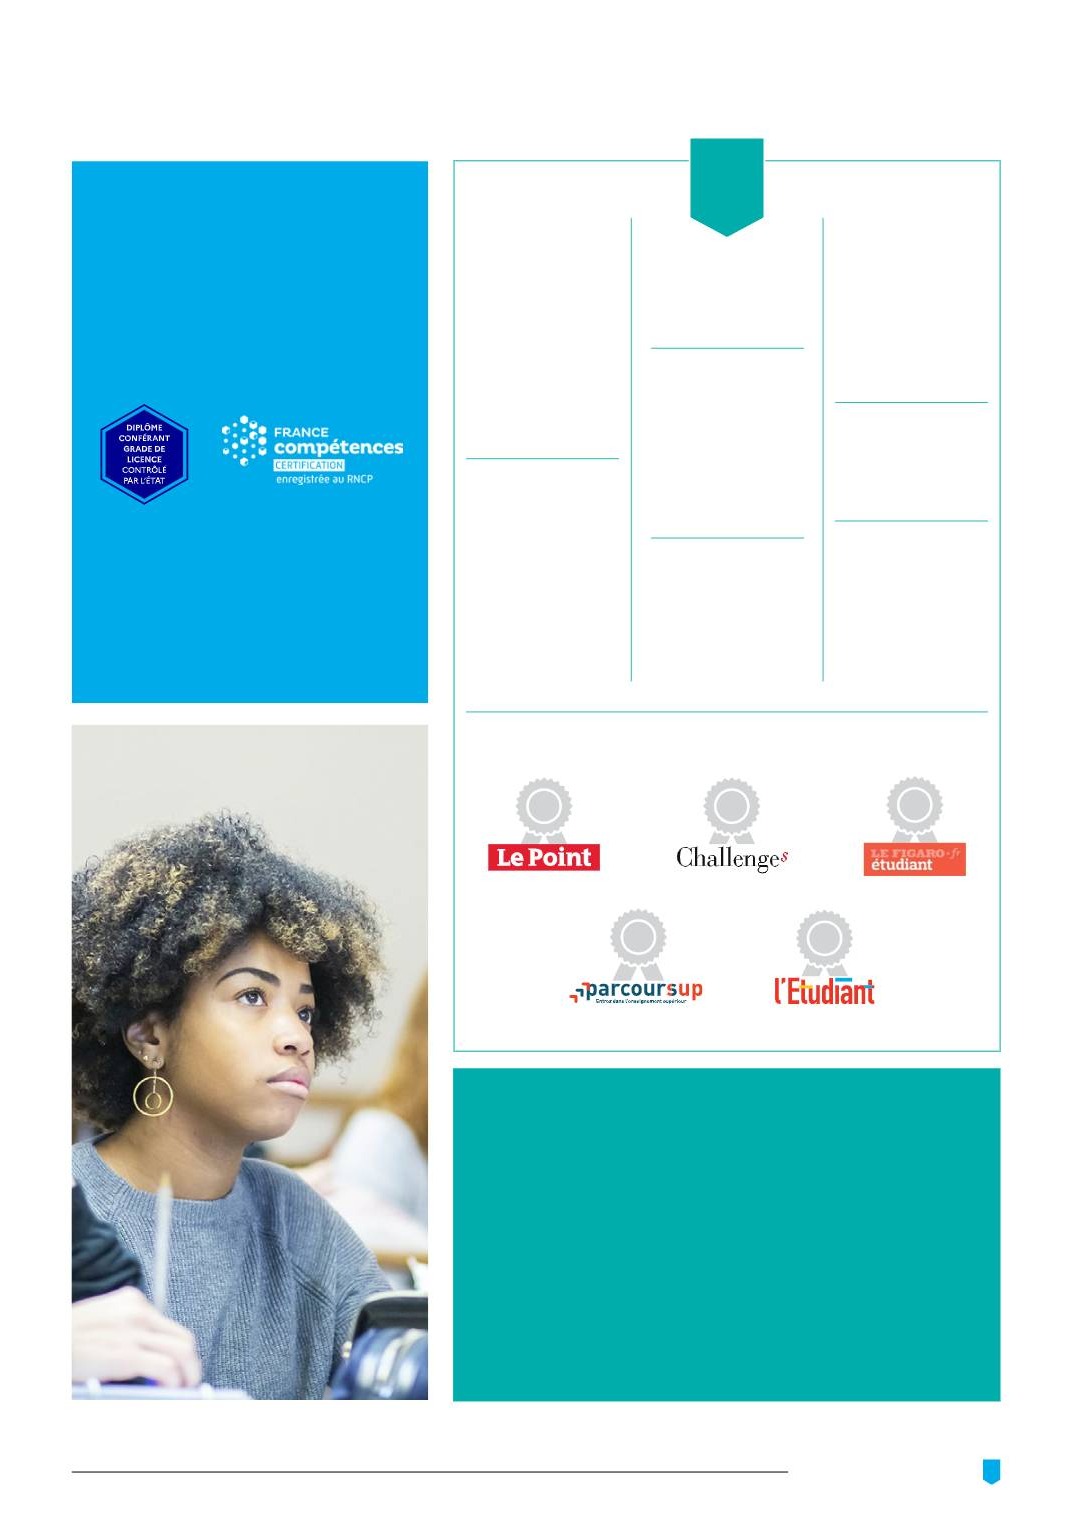 DIPLÔME
CONFÉRANT
GRADE DE
LICENCE
CONTRÔLÉ
PAR L'ÉTAT
FRANCE
compétences
CERTIFICATION
enregistrée au RNCP
Le Point
Challenges
LE FIGARO·fr
étudiant
parcoursup
Entrez dans l'enseignement supérieur
l'Etudiant